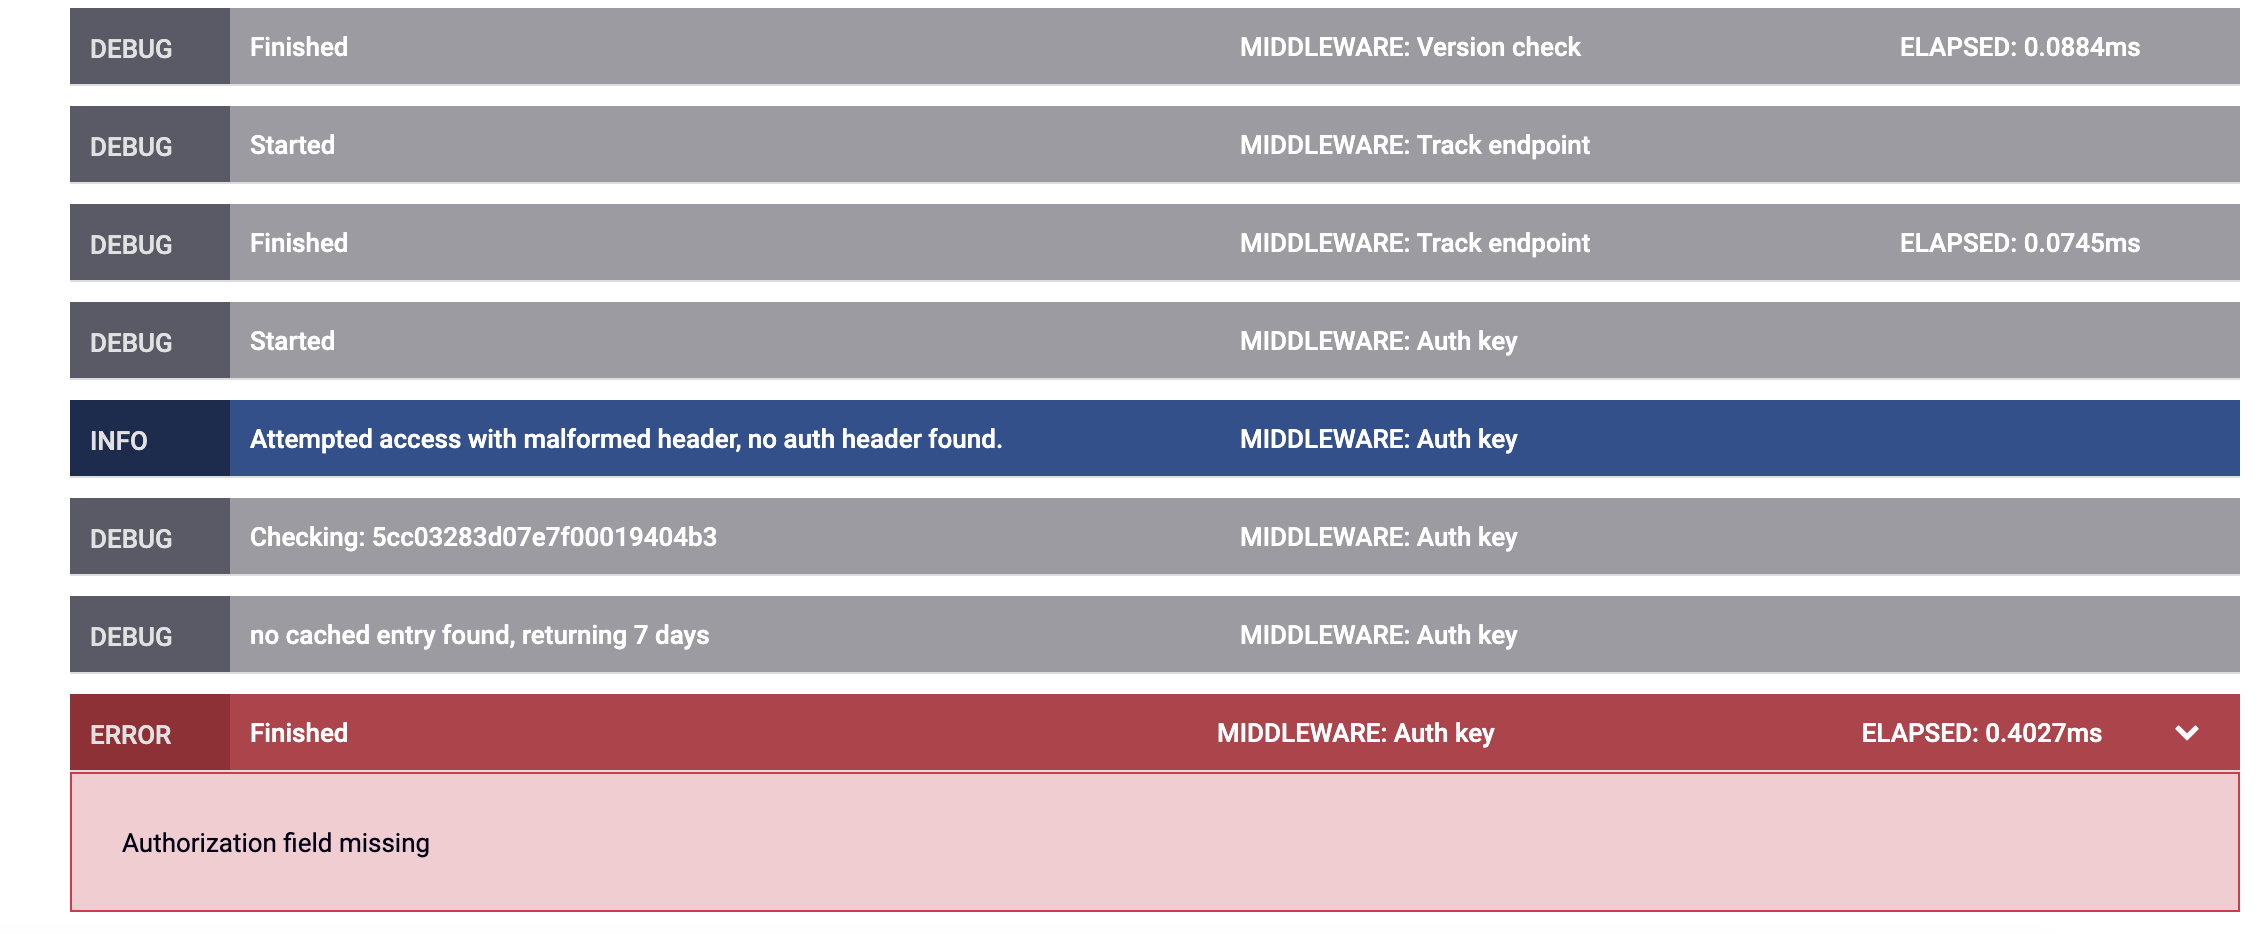 DEBUG Finished MIDDLEWARE: Version check ELAPSED: 0.0884ms
DEBUG Started MIDDLEWARE: Track endpoint
DEBUG Finished MIDDLEWARE: Track endpoint ELAPSED: 0.0745ms
DEBUG Started MIDDLEWARE: Auth key
INFO Attempted access with malformed header, no auth header found. MIDDLEWARE: Auth key
DEBUG Checking: 5cc03283d07e7f00019404b3 MIDDLEWARE: Auth key
DEBUG no cached entry found, returning 7 days MIDDLEWARE: Auth key
ERROR Finished MIDDLEWARE: Auth key ELAPSED: 0.4027ms
Authorization field missing